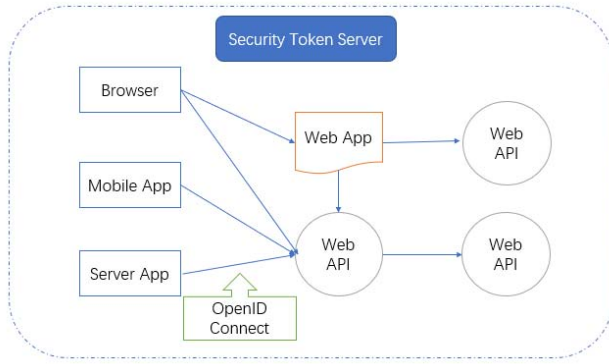 Security Token Server
Browser
Web App
Web
API
Mobile App
Web
API
Web
API
Server App
OpenID
Connect